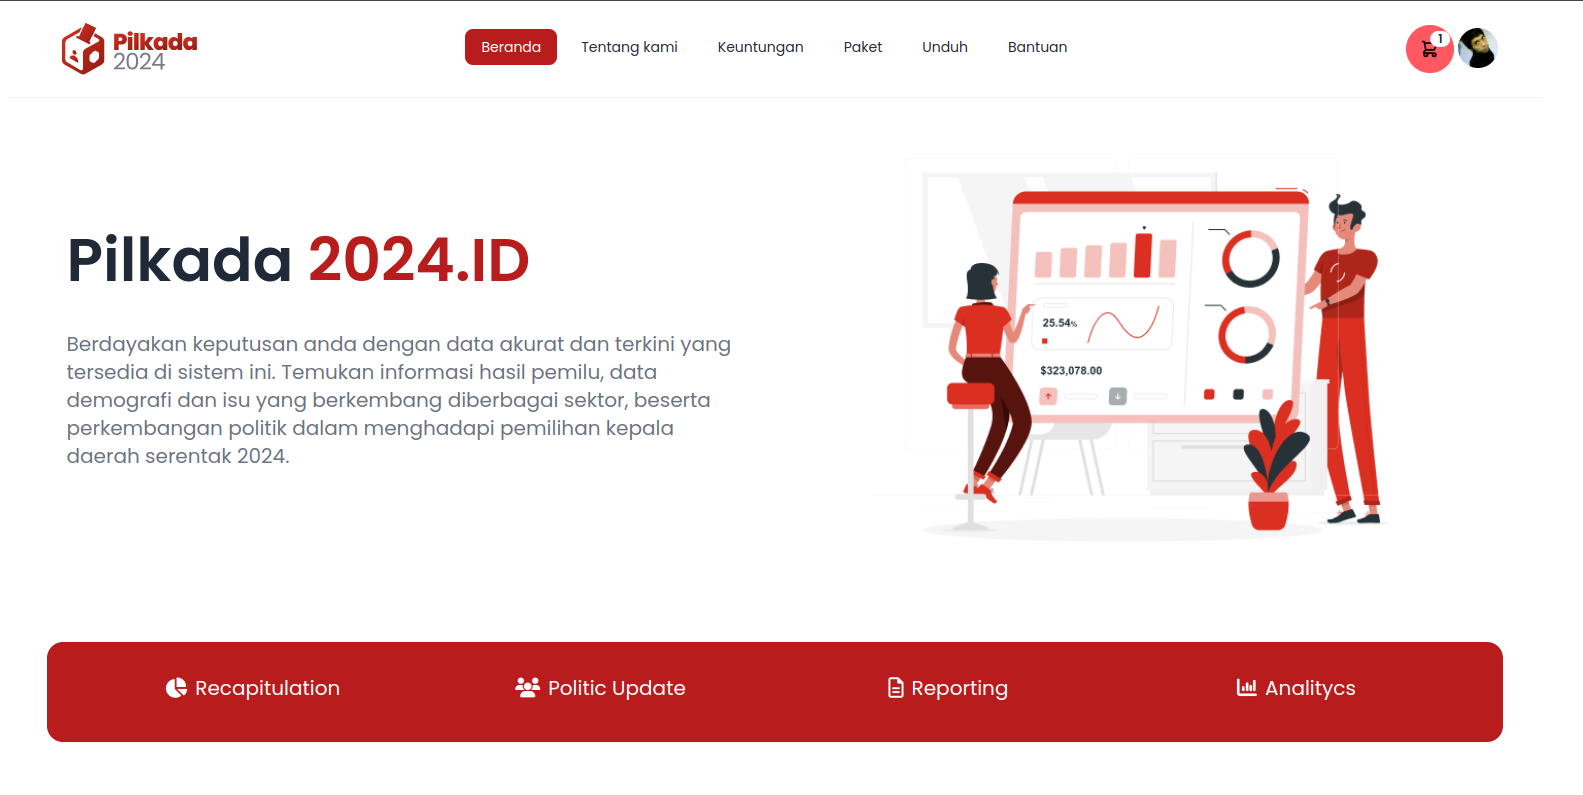 Pilkada
2024
Beranda
Tentang kami
Keuntungan
Paket
Unduh
Bantuan
1
Pilkada 2024.ID
Berdayakan keputusan anda dengan data akurat dan terkini yang
tersedia di sistem ini. Temukan informasi hasil pemilu, data
demografi dan isu yang berkembang diberbagai sektor, beserta
perkembangan politik dalam menghadapi pemilihan kepala
daerah serentak 2024.
25.54%
$323,078.00
Recapitulation
Politic Update
Reporting
Analitycs